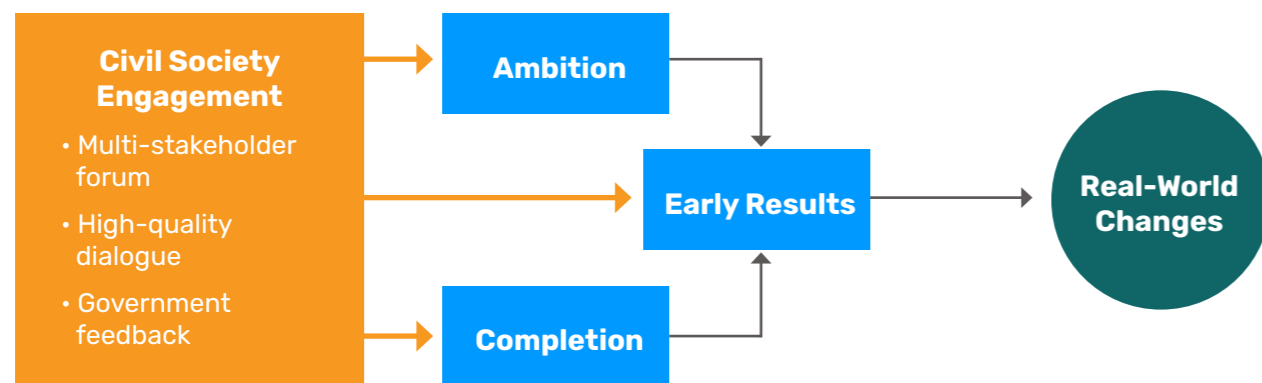 Civil Society
Engagement
• Multi-stakeholder
forum
• High-quality
dialogue
• Government
feedback
Ambition
Early Results
Completion
Real-World
Changes